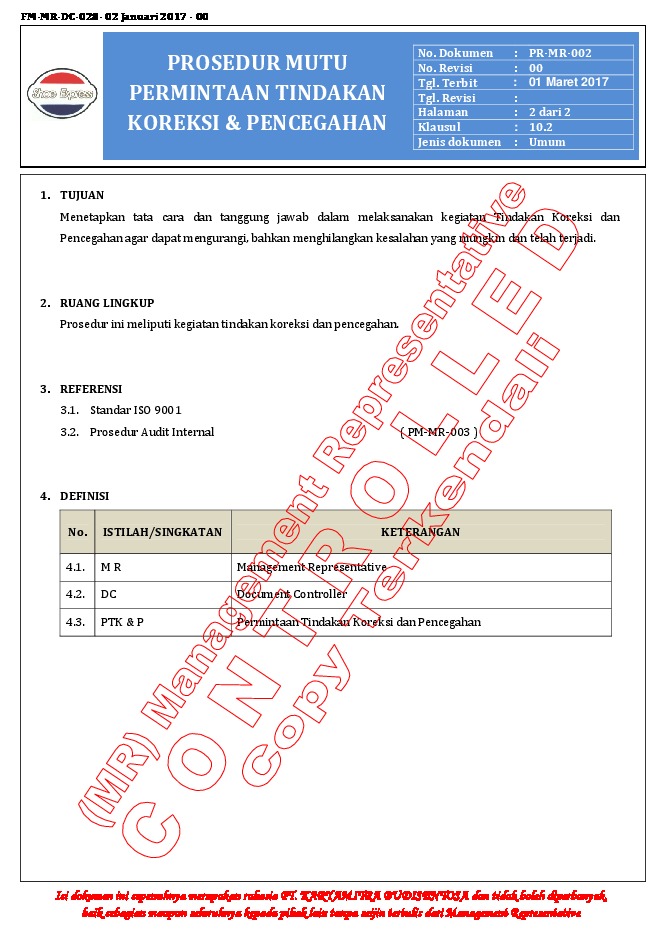 FM-MR-DC-028- 02 Januari 2017 - 00
Shoe Express
PROSEDUR MUTU
PERMINTAAN TINDAKAN
KOREKSI & PENCEGAHAN
No. Dokumen : PR-MR-002
No. Revisi : 00
Tgl. Terbit : 01 Maret 2017
Tgl. Revisi :
Halaman : 2 dari 2
Klausul : 10.2
Jenis dokumen : Umum
1. TUJUAN
Menetapkan tata cara dan tanggung jawab dalam melaksanakan kegiatan Tindakan Koreksi dan
Pencegahan agar dapat mengurangi, bahkan menghilangkan kesalahan yang mungkin dan telah terjadi.
2. RUANG LINGKUP
Prosedur ini meliputi kegiatan tindakan koreksi dan pencegahan.
3. REFERENSI
3.1. Standar ISO 9001
3.2. Prosedur Audit Internal ( PM-MR-003 )
4. DEFINISI
No. ISTILAH/SINGKATAN KETERANGAN
4.1. M R Management Representative
4.2. DC Document Controller
4.3. PTK & P Permintaan Tindakan Koreksi dan Pencegahan
(MR) Management Representative
CONTROLLED
Copy Terkendali
Isi dokumen ini sepenuhnya merupakan rahasia PT. KARYAMITRA BUDISENTOSA dan tidak boleh diperbanyak,
baik sebagian maupun seluruhnya kepada pihak lain tanpa seijin tertulis dari Management Representative